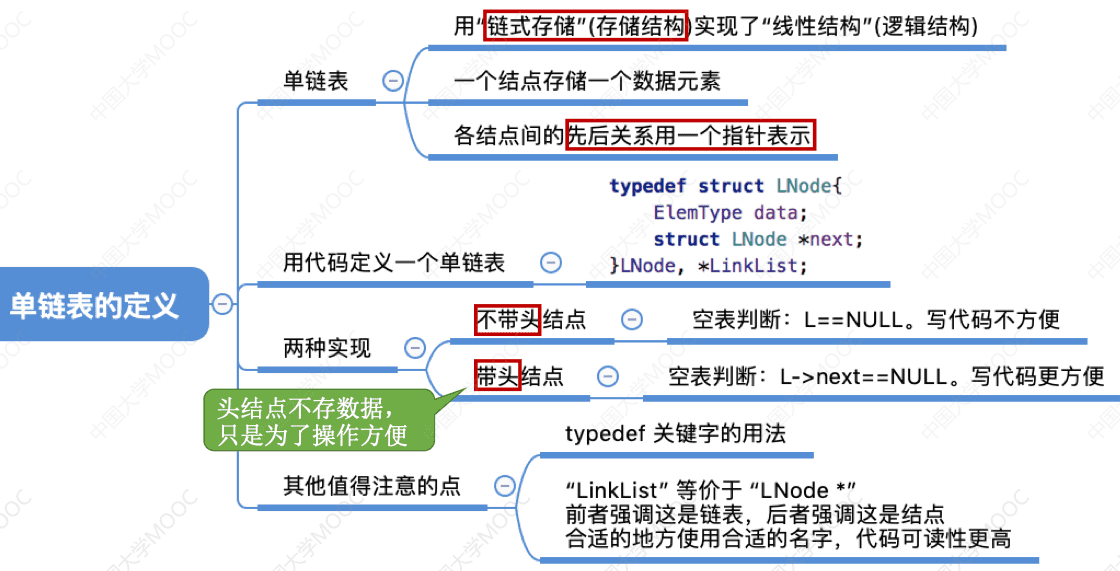 单链表的定义
单链表
用“链式存储”(存储结构)实现了“线性结构”(逻辑结构)
一个结点存储一个数据元素
各结点间的先后关系用一个指针表示
用代码定义一个单链表
typedef struct LNode{
ElemType data;
struct LNode *next;
}LNode, *LinkList;
两种实现
不带头结点
空表判断：L==NULL。写代码不方便
带头结点
空表判断：L->next==NULL。写代码更方便
头结点不存数据，
只是为了操作方便
其他值得注意的点
typedef 关键字的用法
“LinkList” 等价于 “LNode *”
前者强调这是链表，后者强调这是结点
合适的地方使用合适的名字，代码可读性更高
中国大学MOOC